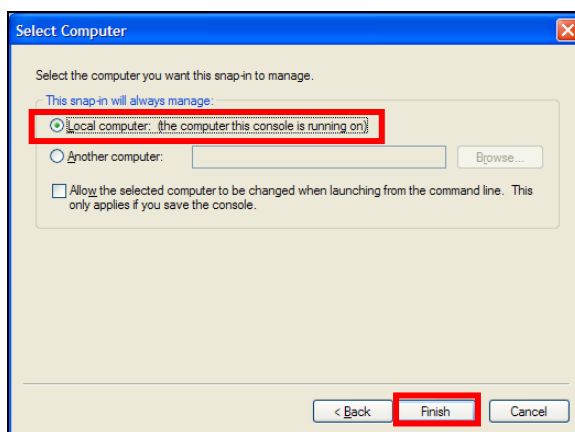 Select Computer
Select the computer you want this snap-in to manage.
This snap-in will always manage:
Local computer: (the computer this console is running on)
Another computer:
Browse...
Allow the selected computer to be changed when launching from the command line. This
only applies if you save the console.
< Back
Finish
Cancel